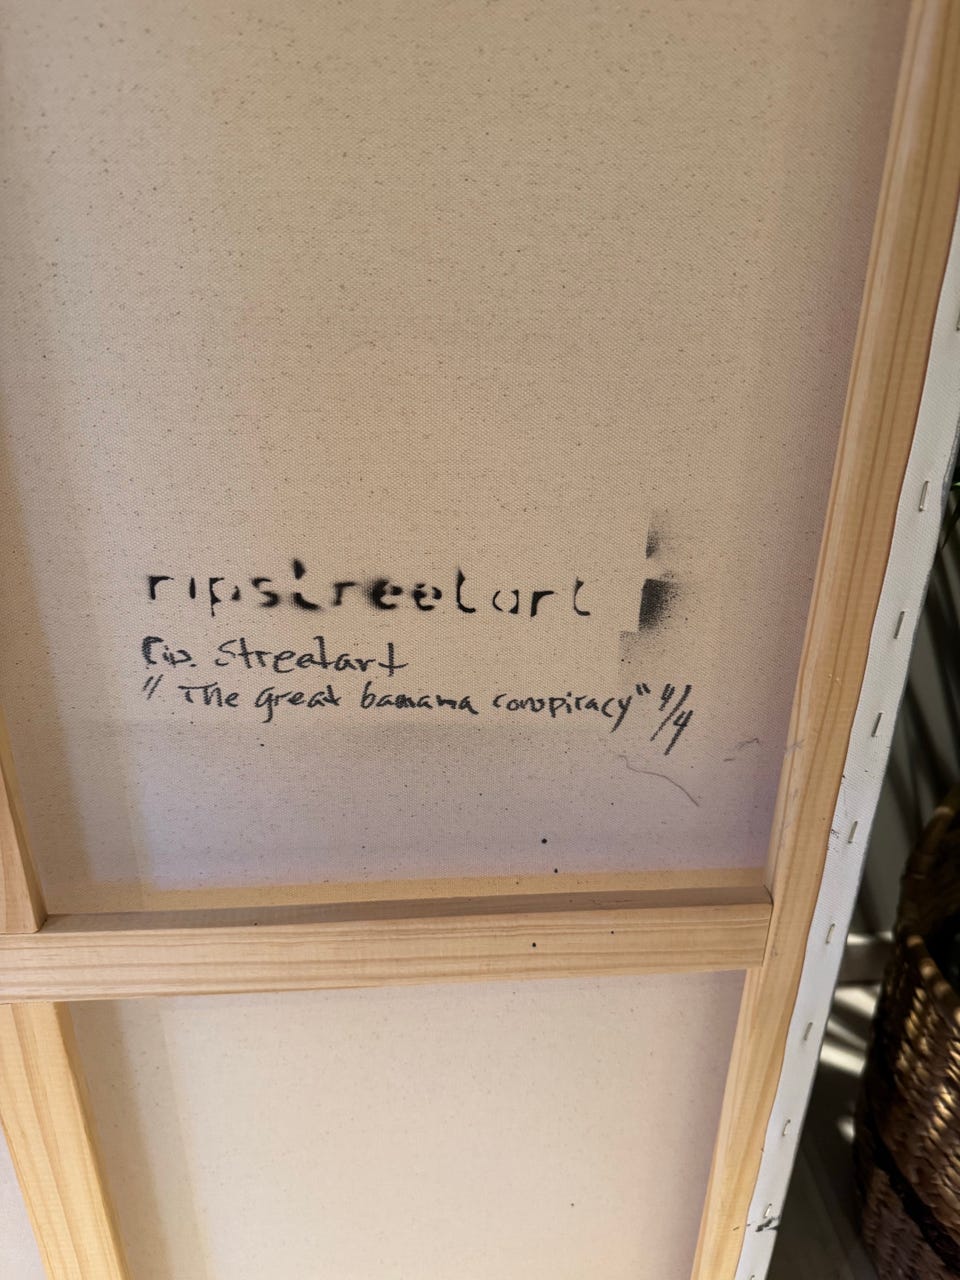 ripstreetart
Rip. Streetart
"The great banana conspiracy" 4/4